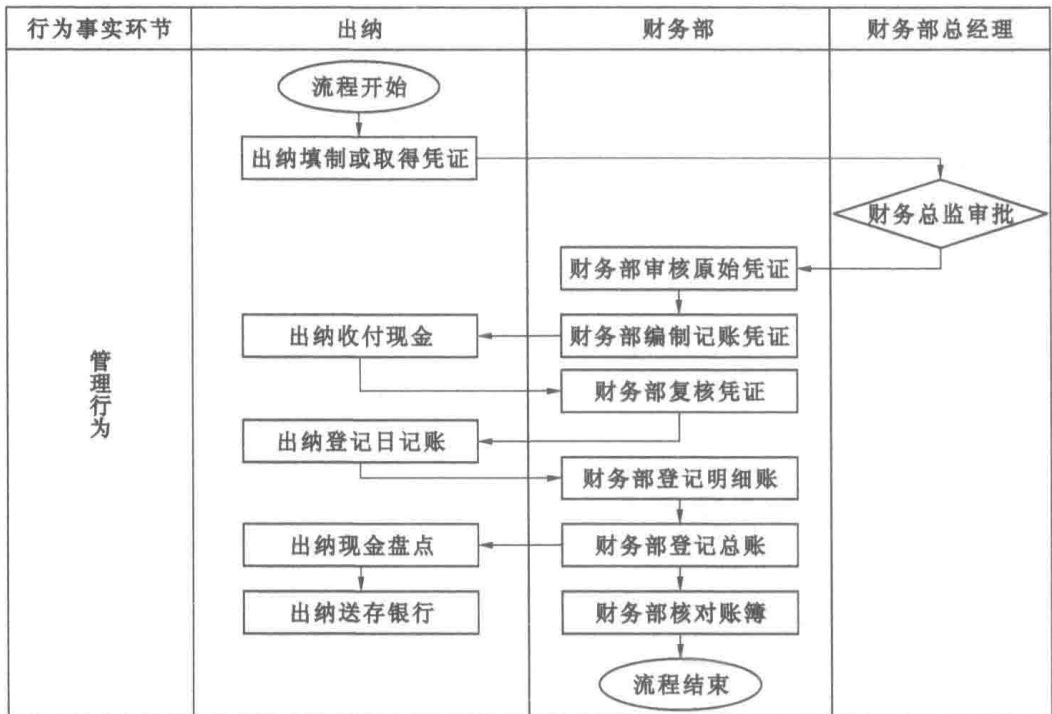 行为事实环节
出纳
财务部
财务部总经理
流程开始
出纳填制或取得凭证
财务总监审批
财务部审核原始凭证
出纳收付现金
财务部编制记账凭证
财务部复核凭证
出纳登记日记账
财务部登记明细账
出纳现金盘点
财务部登记总账
出纳送存银行
财务部核对账簿
流程结束
管理行为